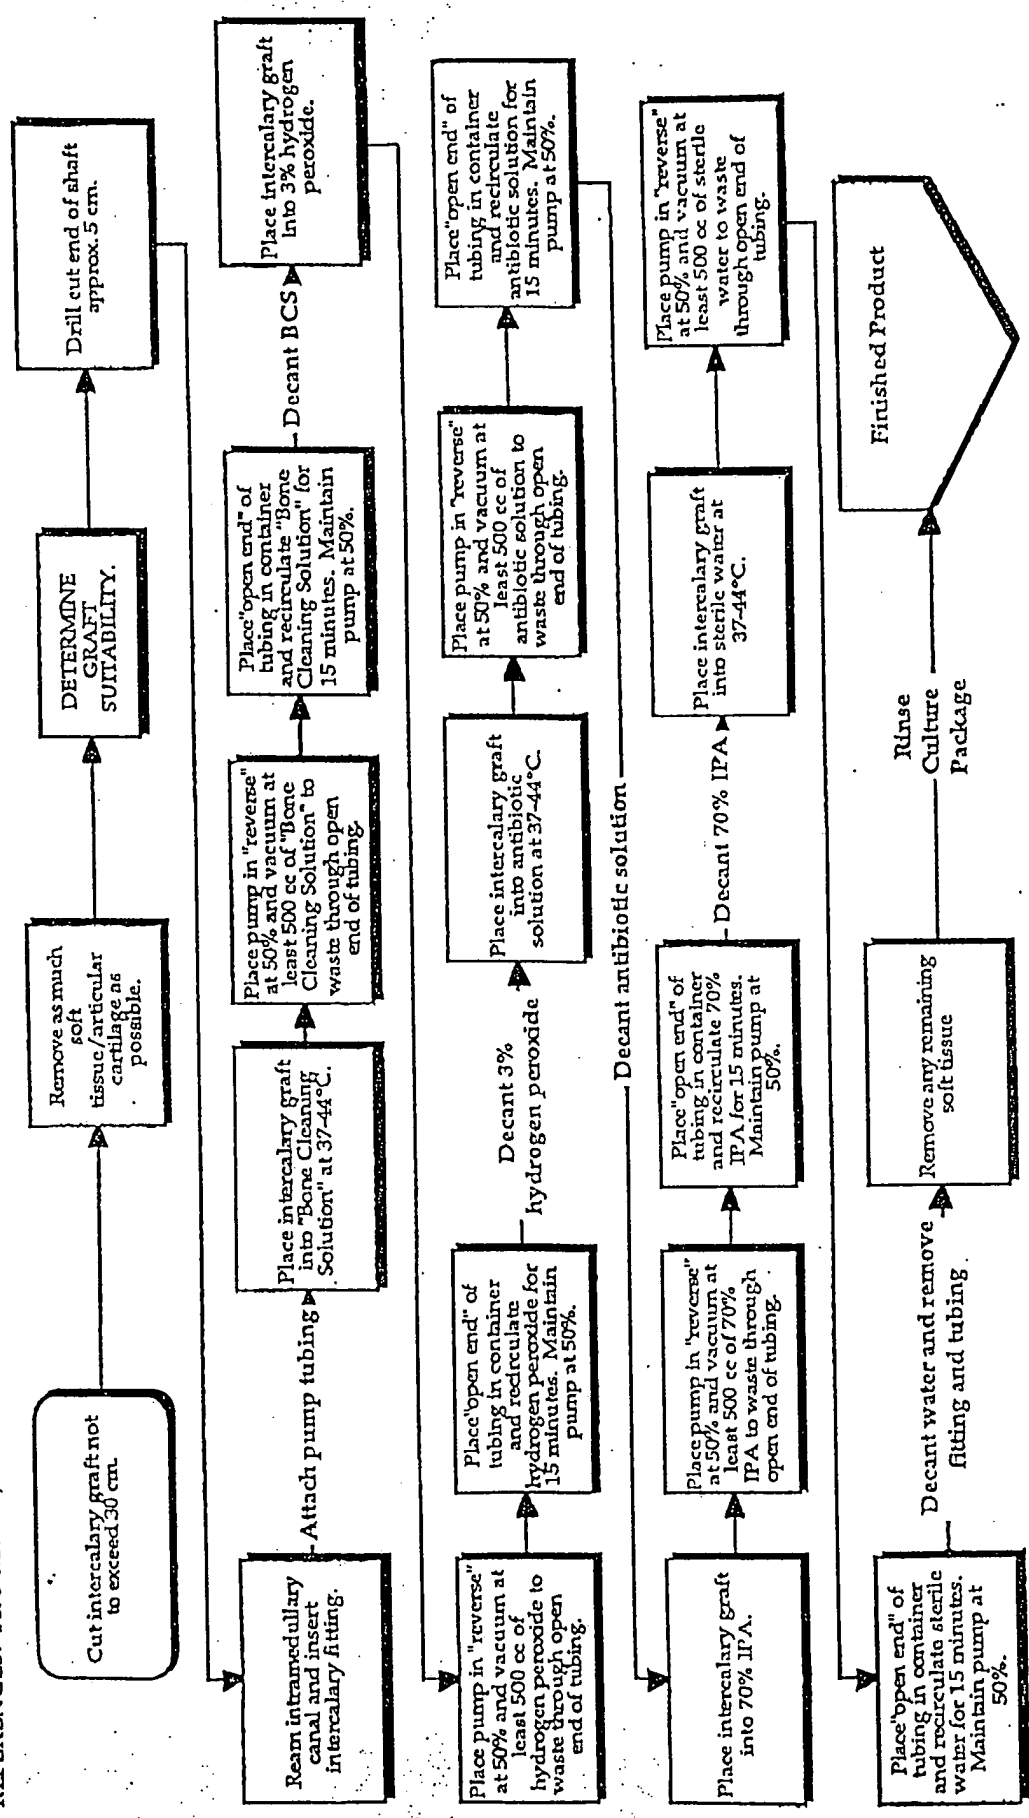 Cut intercalary graft not
to exceed 30 cm.
Remove as much
soft
tissue/articular
cartilage as
possible.
DETERMINE
GRAFT
SUITABILITY.
Drill cut end of shaft
approx. 5 cm.
Ream intramedullary
canal and insert
intercalary fitting.
Attach pump tubing
Place intercalary graft
into "Bone Cleaning
Solution" at 37-44°C.
Place pump in "reverse"
at 50% and vacuum at
least 500 cc of "Bone
Cleaning Solution" to
waste through open
end of tubing.
Place "open end" of
tubing in container
and recirculate "Bone
Cleaning Solution" for
15 minutes. Maintain
pump at 50%.
Decant BCS
Place intercalary graft
Into 3% hydrogen
peroxide.
Place pump in "reverse"
at 50% and vacuum at
least 500 cc of
hydrogen peroxide to
waste through open
end of tubing.
Place "open end" of
tubing in container
and recirculate
hydrogen peroxide for
15 minutes. Maintain
pump at 50%.
Decant 3%
hydrogen peroxide
Place intercalary graft
into antibiotic
solution at 37-44°C.
Place pump in "reverse"
at 50% and vacuum at
least 500 cc of
antibiotic solution to
waste through open
end of tubing.
Place "open end" of
tubing in container
and recirculate
antibiotic solution for
15 minutes. Maintain
pump at 50%.
Decant antibiotic solution
Place intercalary graft
into 70% IPA.
Place pump in "reverse"
at 50% and vacuum at
least 500 cc of 70%
IPA to waste through
open end of tubing.
Place "open end" of
tubing in container
and recirculate 70%
IPA for 15 minutes.
Maintain pump at
50%.
Decant 70% IPA
Place intercalary graft
into sterile water at
37-44°C.
Place pump in "reverse"
at 50% and vacuum at
least 500 cc of sterile
water to waste
through open end of
tubing.
Place "open end" of
tubing in container
and recirculate sterile
water for 15 minutes.
Maintain pump at
50%.
Decant water and remove
fitting and tubing
Remove any remaining
soft tissue
Rinse
Culture
Package
Finished Product